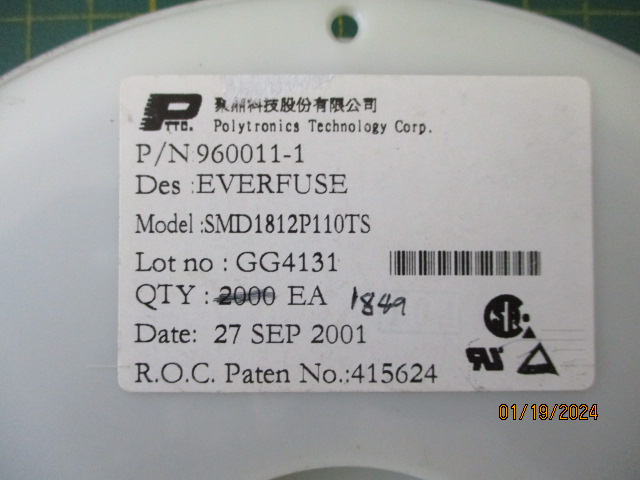 PTTC.
聚鼎科技股份有限公司
Polytronics Technology Corp.
P/N 960011-1
Des :EVERFUSE
Model :SMD1812P110TS
Lot no : GG4131
QTY : 2000 EA 1849
Date: 27 SEP 2001
R.O.C. Paten No.:415624
01/19/2024